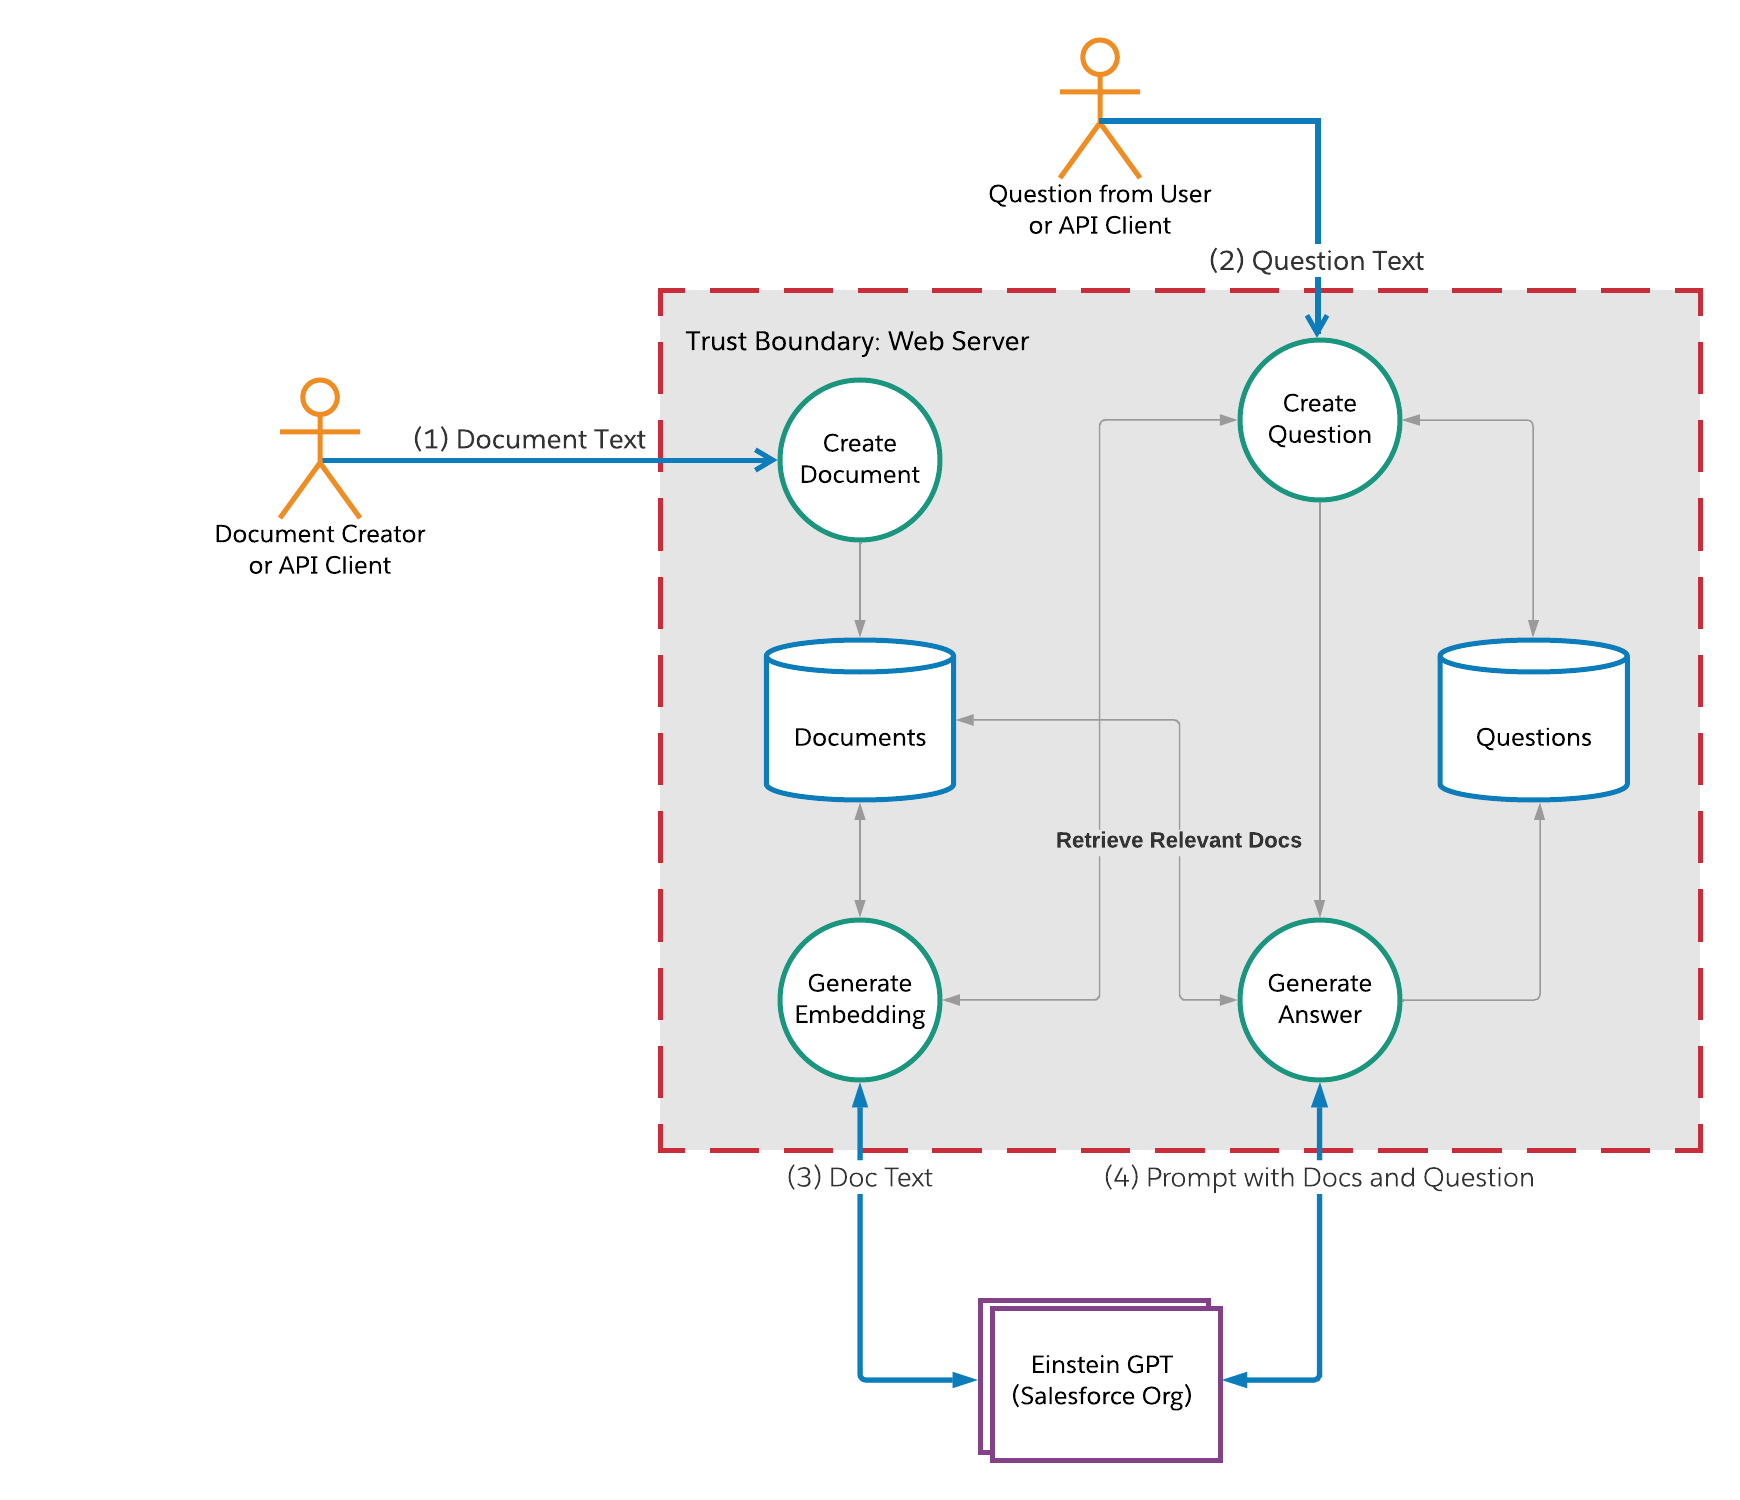 Question from User
or API Client
(2) Question Text
Trust Boundary: Web Server
Create
Question
(1) Document Text
Create
Document
Document Creator
or API Client
Documents
Questions
Retrieve Relevant Docs
Generate
Embedding
Generate
Answer
(3) Doc Text
(4) Prompt with Docs and Question
Einstein GPT
(Salesforce Org)